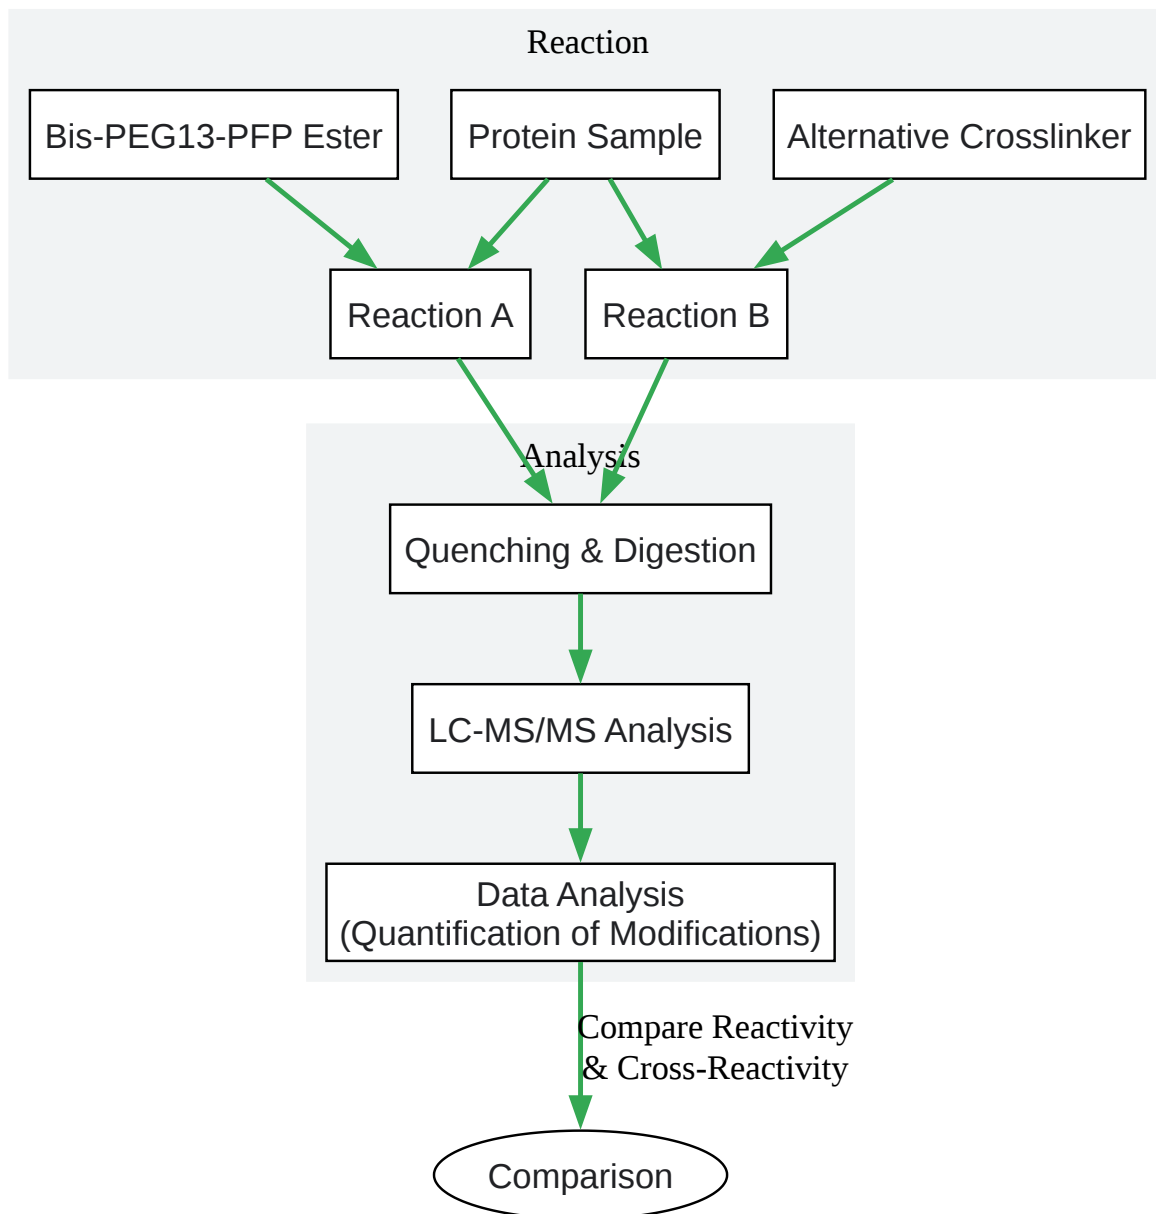 Reaction
Bis-PEG13-PFP Ester
Protein Sample
Alternative Crosslinker
Reaction A
Reaction B
Analysis
Quenching & Digestion
LC-MS/MS Analysis
Data Analysis
(Quantification of Modifications)
Compare Reactivity
& Cross-Reactivity
Comparison